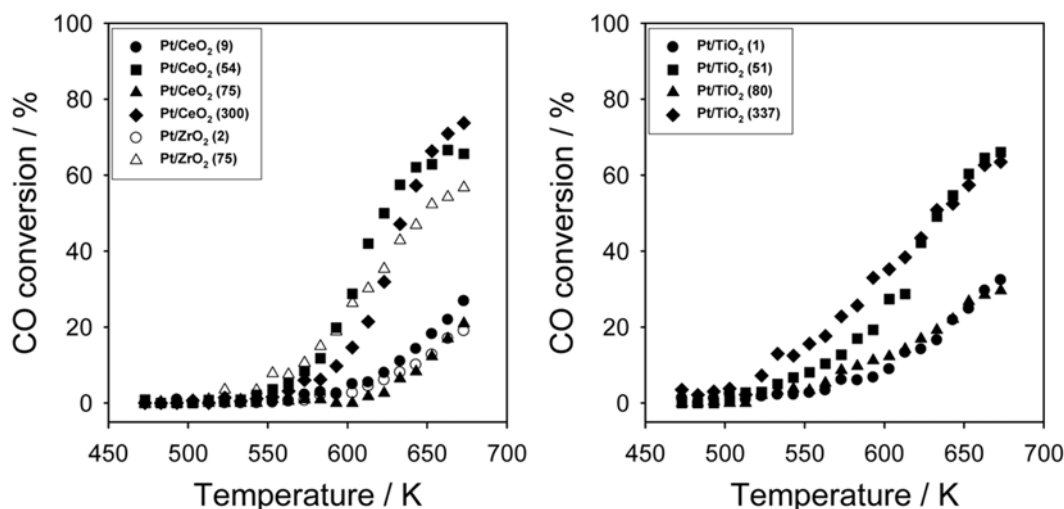 CO conversion / %
100
80
60
40
20
0
Pt/CeO₂ (9)
Pt/CeO₂ (54)
Pt/CeO₂ (75)
Pt/CeO₂ (300)
Pt/ZrO₂ (2)
Pt/ZrO₂ (75)
450 500 550 600 650 700
Temperature / K
CO conversion / %
100
80
60
40
20
0
Pt/TiO₂ (1)
Pt/TiO₂ (51)
Pt/TiO₂ (80)
Pt/TiO₂ (337)
450 500 550 600 650 700
Temperature / K